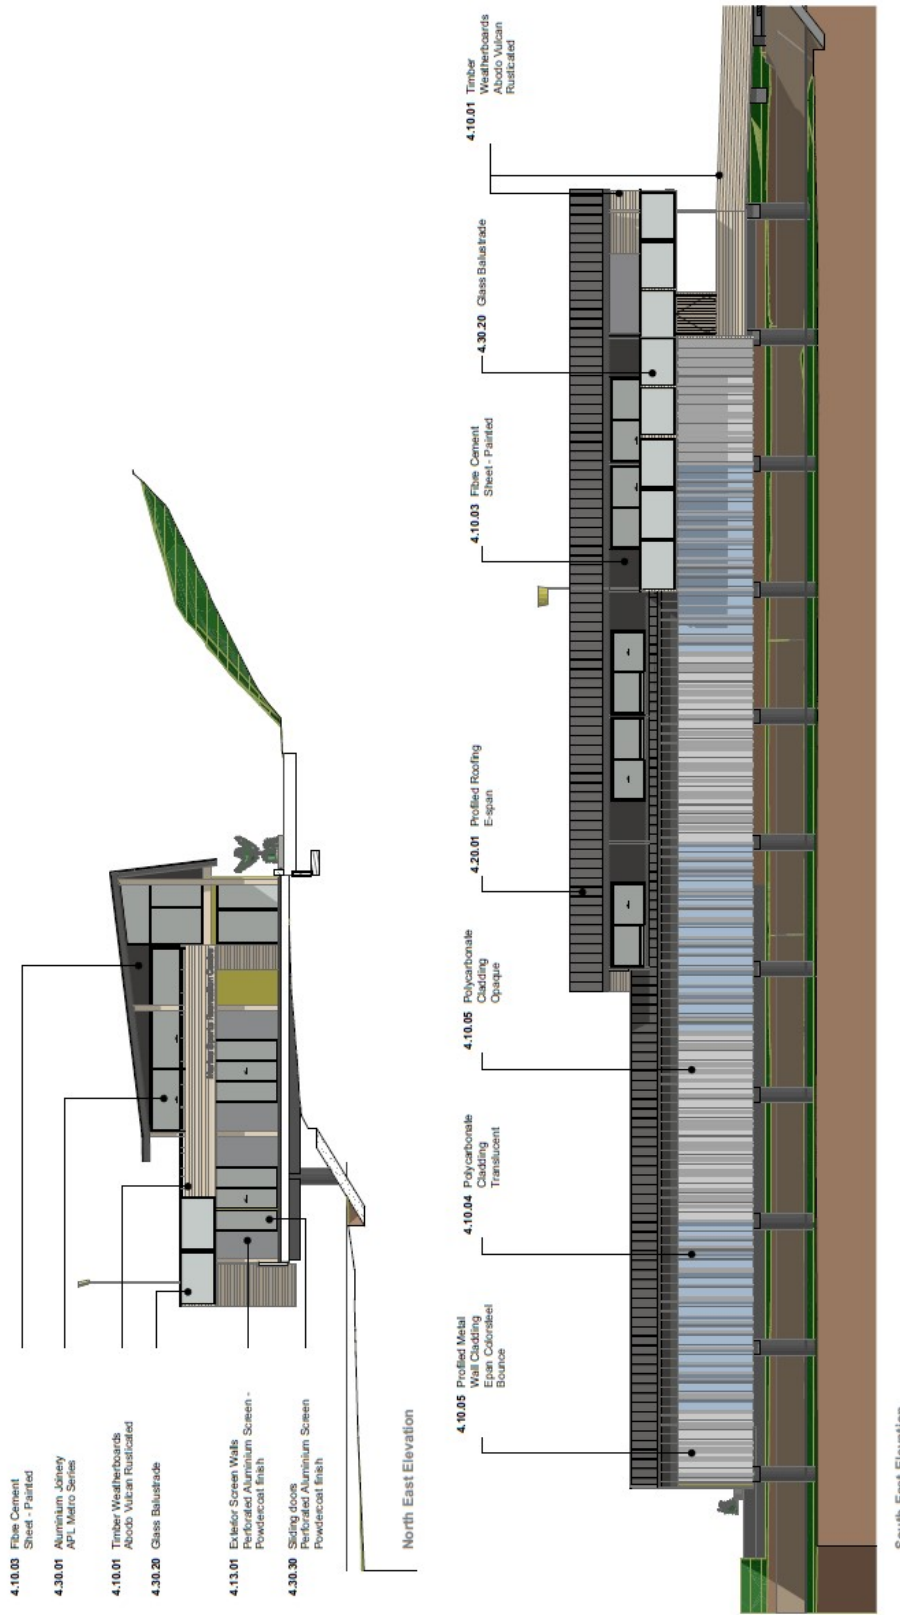 4.10.03 Fibre Cement
Sheet - Painted
4.30.01 Aluminium Joinery
APL Metro Series
4.10.01 Timber Weatherboards
Abodo Vulcan Rusticated
4.30.20 Glass Balustrade
4.13.01 Exterior Screen Walls
Perforated Aluminium Screen -
Powdercoat finish
4.30.30 Sliding doors
Perforated Aluminium Screen
Powdercoat finish
North East Elevation
4.10.05 Profiled Metal
Wall Cladding
Epan Colorsteel
Bounce
4.10.04 Polycarbonate
Cladding
Translucent
4.10.05 Polycarbonate
Cladding
Opaque
4.20.01 Profiled Roofing
E-span
4.10.03 Fibre Cement
Sheet - Painted
4.30.20 Glass Balustrade
4.10.01 Timber
Weatherboards
Abodo Vulcan
Rusticated
South East Elevation